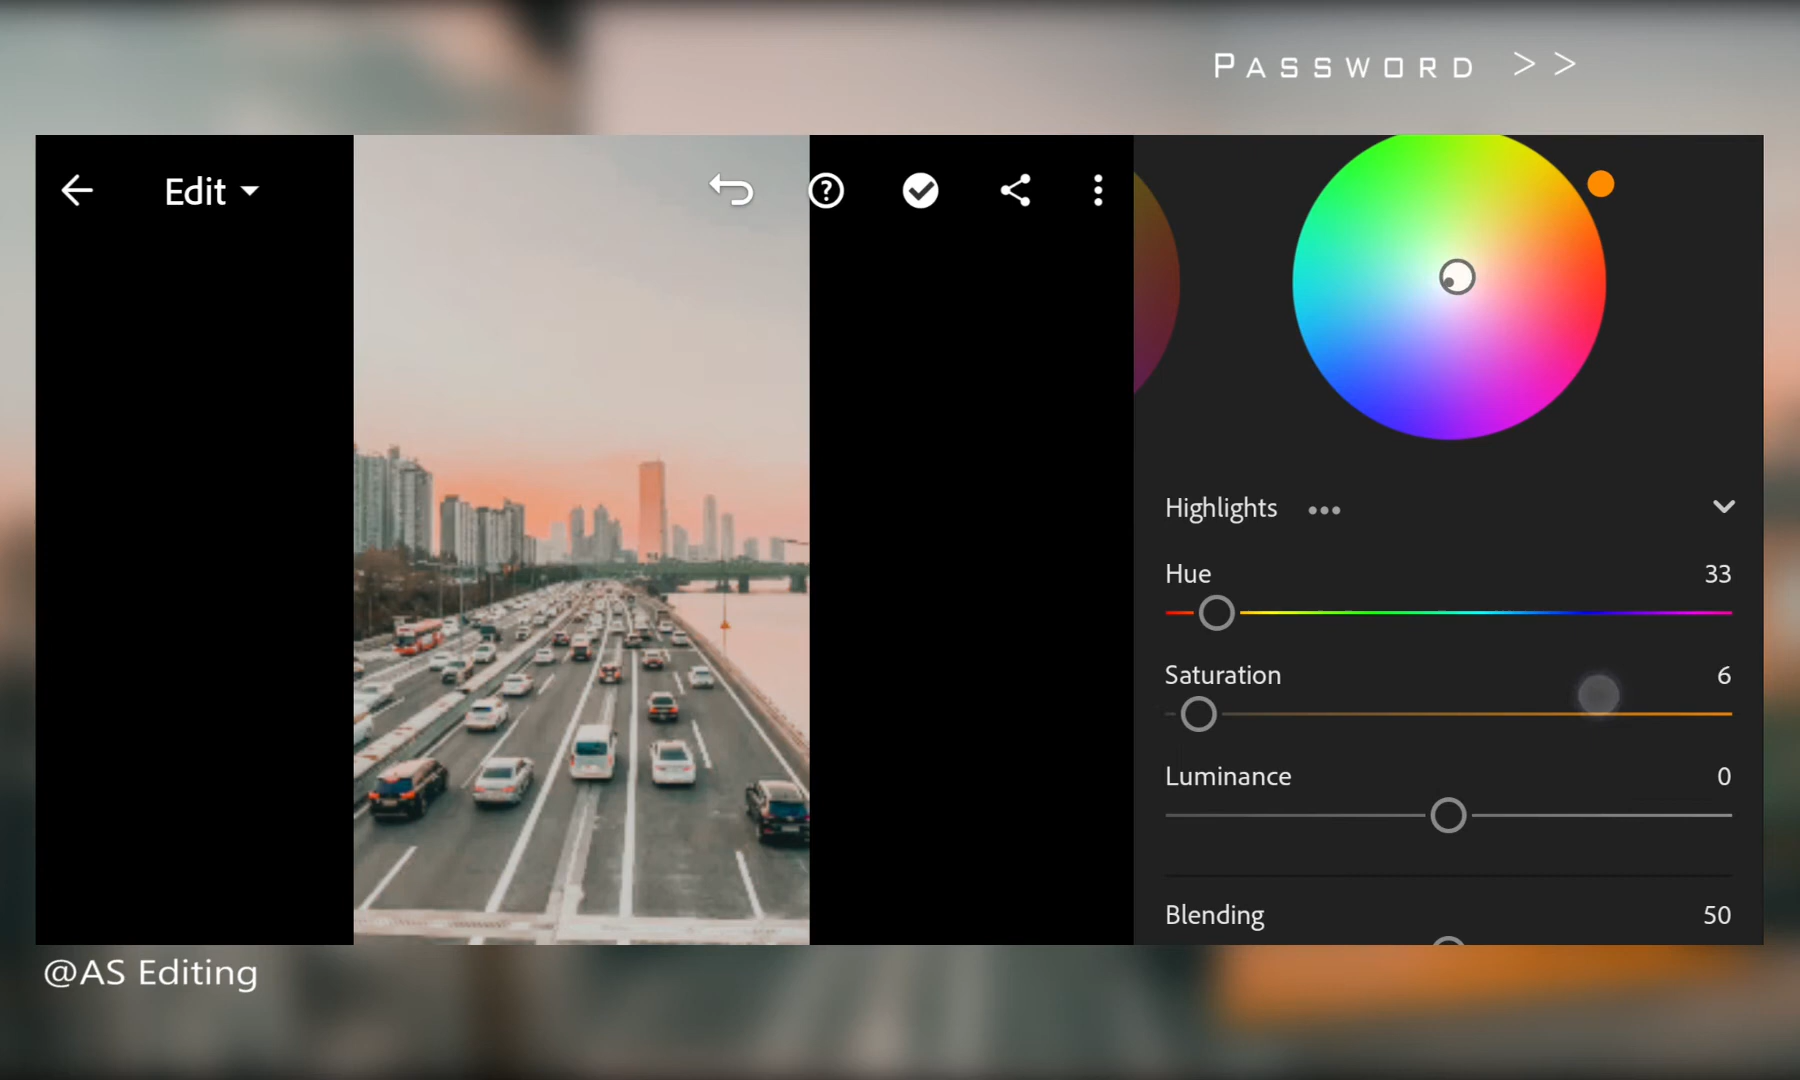 PASSWORD >>
Edit
Highlights
Hue 33
Saturation 6
Luminance 0
Blending 50
@AS Editing